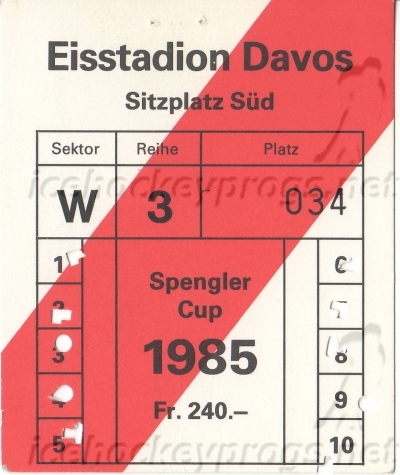 Eisstadion Davos
Sitzplatz Süd
Sektor Reihe Platz
W 3 034
icehockeyprogs.net
1 6
2 7
3 8
4 9
5 10
Spengler
Cup
1985
Fr. 240.–
icehockeyprogs.net